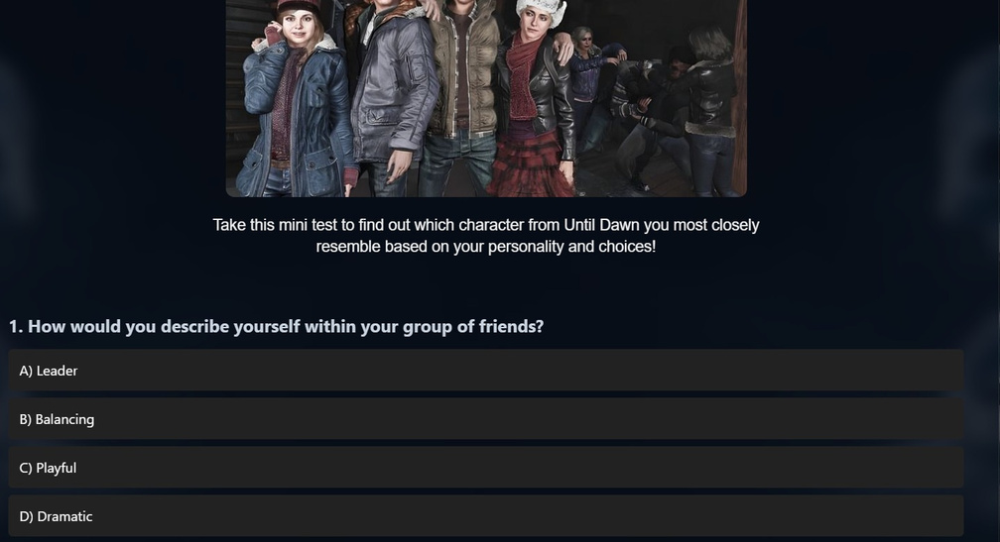 Take this mini test to find out which character from Until Dawn you most closely
resemble based on your personality and choices!
1. How would you describe yourself within your group of friends?
A) Leader
B) Balancing
C) Playful
D) Dramatic